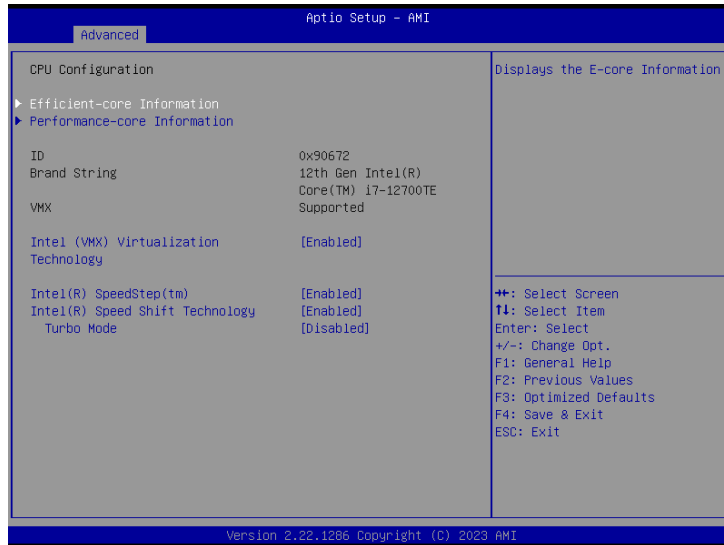 Aptio Setup - AMI
Advanced
CPU Configuration
Efficient-core Information
Performance-core Information
ID 0x90672
Brand String 12th Gen Intel(R)
Core(TM) i7-12700TE
VMX Supported
Intel (VMX) Virtualization [Enabled]
Technology
Intel(R) SpeedStep(tm) [Enabled]
Intel(R) Speed Shift Technology [Enabled]
Turbo Mode [Disabled]
Displays the E-core Information
→←: Select Screen
↑↓: Select Item
Enter: Select
+/-: Change Opt.
F1: General Help
F2: Previous Values
F3: Optimized Defaults
F4: Save & Exit
ESC: Exit
Version 2.22.1286 Copyright (C) 2023 AMI